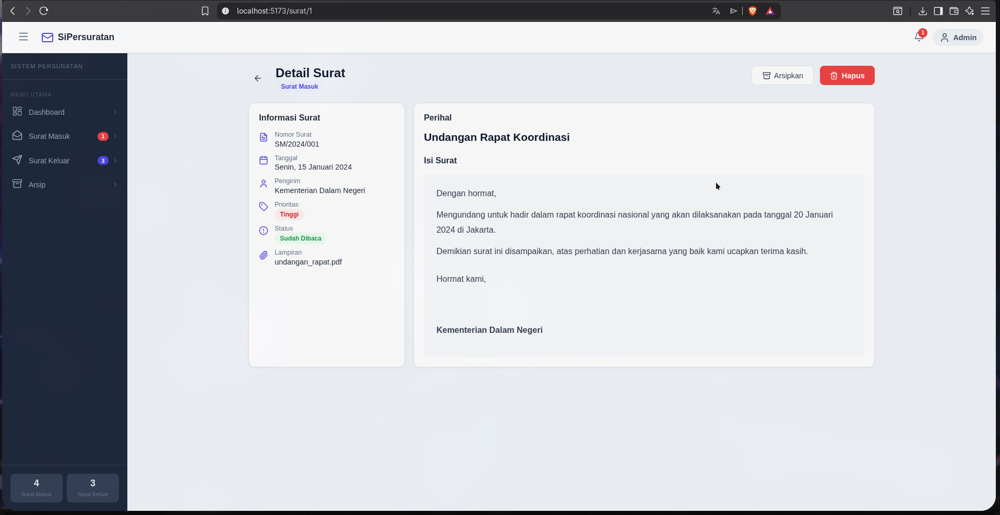 localhost:5173/surat/1
SiPersuratan
1
Admin
SISTEM PERSURATAN
MENU UTAMA
Dashboard
Surat Masuk
1
Surat Keluar
3
Arsip
4
Surat Masuk
3
Surat Keluar
Detail Surat
Surat Masuk
Arsipkan
Hapus
Informasi Surat
Nomor Surat
SM/2024/001
Tanggal
Senin, 15 Januari 2024
Pengirim
Kementerian Dalam Negeri
Prioritas
Tinggi
Status
Sudah Dibaca
Lampiran
undangan_rapat.pdf
Perihal
Undangan Rapat Koordinasi
Isi Surat
Dengan hormat,
Mengundang untuk hadir dalam rapat koordinasi nasional yang akan dilaksanakan pada tanggal 20 Januari
2024 di Jakarta.
Demikian surat ini disampaikan, atas perhatian dan kerjasama yang baik kami ucapkan terima kasih.
Hormat kami,
Kementerian Dalam Negeri